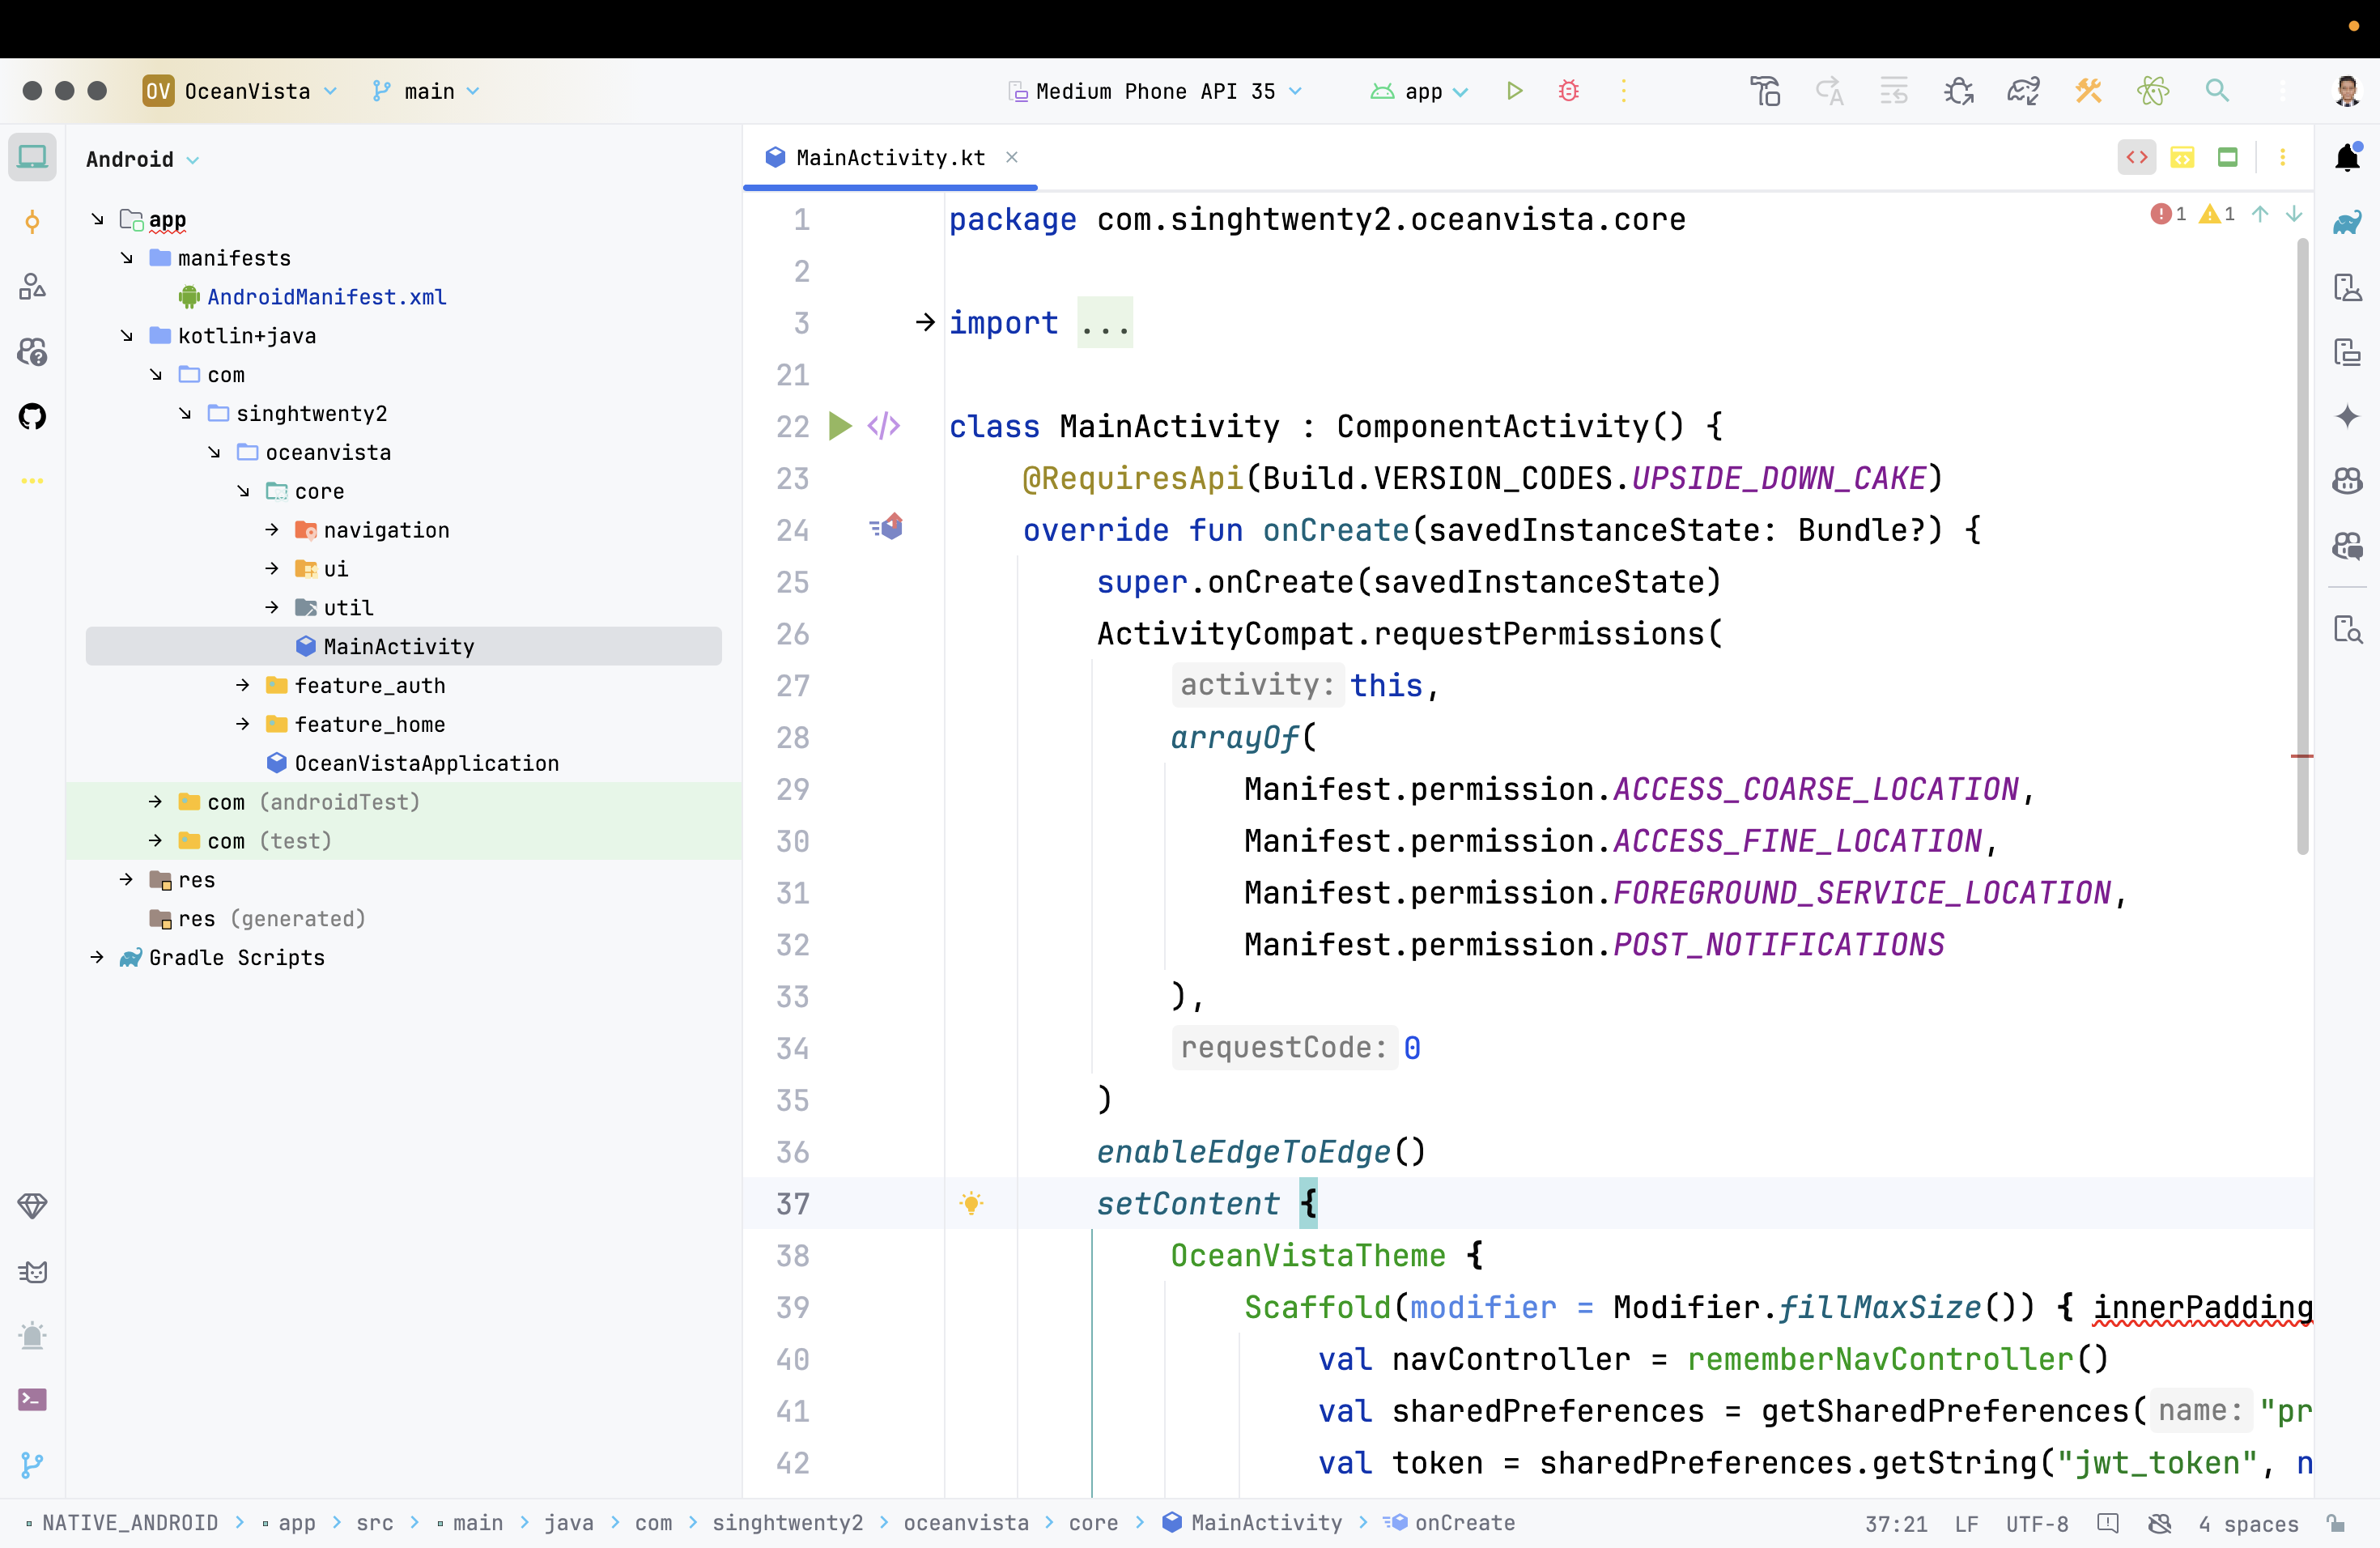 OV OceanVista main Medium Phone API 35 app
Android
app
manifests
AndroidManifest.xml
kotlin+java
com
singhtwenty2
oceanvista
core
navigation
ui
util
MainActivity
feature_auth
feature_home
OceanVistaApplication
com (androidTest)
com (test)
res
res (generated)
Gradle Scripts
MainActivity.kt
1 1
1 package com.singhtwenty2.oceanvista.core
2
3 import ...
21
22 class MainActivity : ComponentActivity() {
23 @RequiresApi(Build.VERSION_CODES.UPSIDE_DOWN_CAKE)
24 override fun onCreate(savedInstanceState: Bundle?) {
25 super.onCreate(savedInstanceState)
26 ActivityCompat.requestPermissions(
27 activity: this,
28 arrayOf(
29 Manifest.permission.ACCESS_COARSE_LOCATION,
30 Manifest.permission.ACCESS_FINE_LOCATION,
31 Manifest.permission.FOREGROUND_SERVICE_LOCATION,
32 Manifest.permission.POST_NOTIFICATIONS
33 ),
34 requestCode: 0
35 )
36 enableEdgeToEdge()
37 setContent {
38 OceanVistaTheme {
39 Scaffold(modifier = Modifier.fillMaxSize()) { innerPadding
40 val navController = rememberNavController()
41 val sharedPreferences = getSharedPreferences( name: "pr
42 val token = sharedPreferences.getString("jwt_token", n
NATIVE_ANDROID app src main java com singhtwenty2 oceanvista core MainActivity onCreate 37:21 LF UTF-8 4 spaces